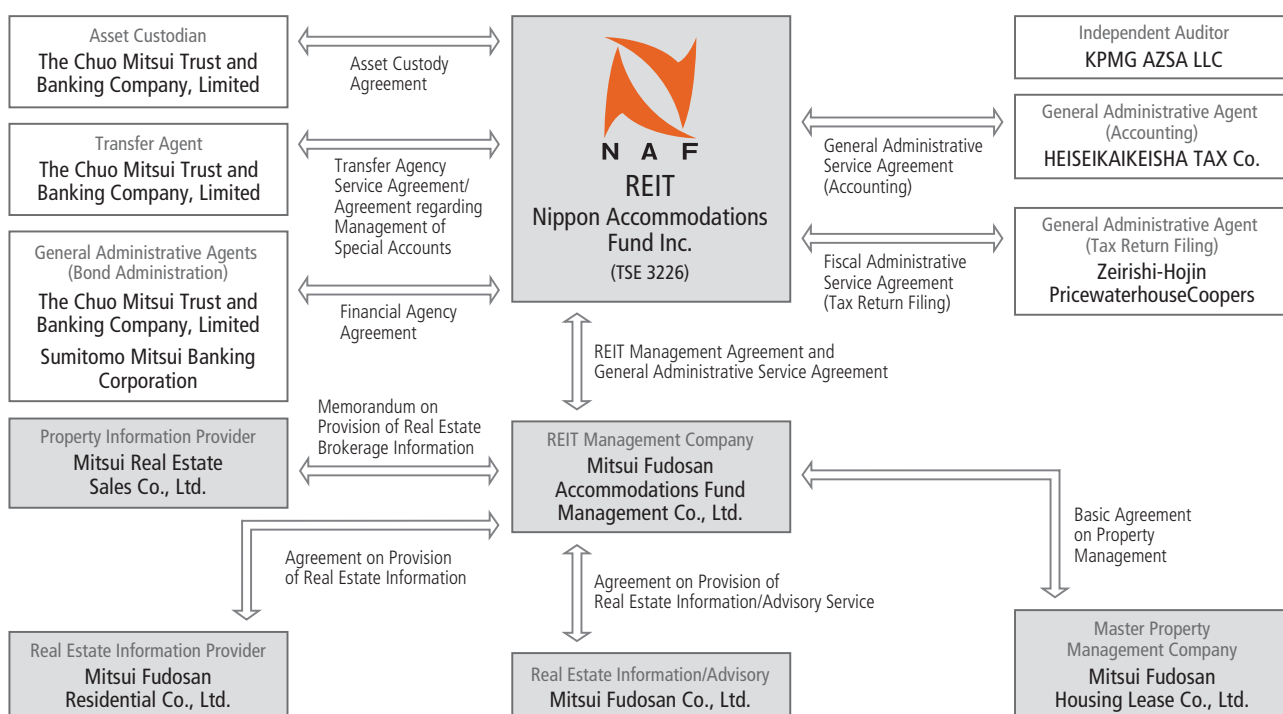 Asset Custodian
The Chuo Mitsui Trust and
Banking Company, Limited
Asset Custody
Agreement
Transfer Agent
The Chuo Mitsui Trust and
Banking Company, Limited
Transfer Agency
Service Agreement/
Agreement regarding
Management of
Special Accounts
General Administrative Agents
(Bond Administration)
The Chuo Mitsui Trust and
Banking Company, Limited
Sumitomo Mitsui Banking
Corporation
Financial Agency
Agreement
N A F
REIT
Nippon Accommodations
Fund Inc.
(TSE 3226)
Independent Auditor
KPMG AZSA LLC
General Administrative
Service Agreement
(Accounting)
General Administrative Agent
(Accounting)
HEISEIKAIKEISHA TAX Co.
Fiscal Administrative
Service Agreement
(Tax Return Filing)
General Administrative Agent
(Tax Return Filing)
Zeirishi-Hojin
PricewaterhouseCoopers
REIT Management Agreement and
General Administrative Service Agreement
Property Information Provider
Mitsui Real Estate
Sales Co., Ltd.
Memorandum on
Provision of Real Estate
Brokerage Information
REIT Management Company
Mitsui Fudosan
Accommodations Fund
Management Co., Ltd.
Basic Agreement
on Property
Management
Agreement on Provision
of Real Estate Information
Agreement on Provision of
Real Estate Information/Advisory Service
Real Estate Information Provider
Mitsui Fudosan
Residential Co., Ltd.
Real Estate Information/Advisory
Mitsui Fudosan Co., Ltd.
Master Property
Management Company
Mitsui Fudosan
Housing Lease Co., Ltd.